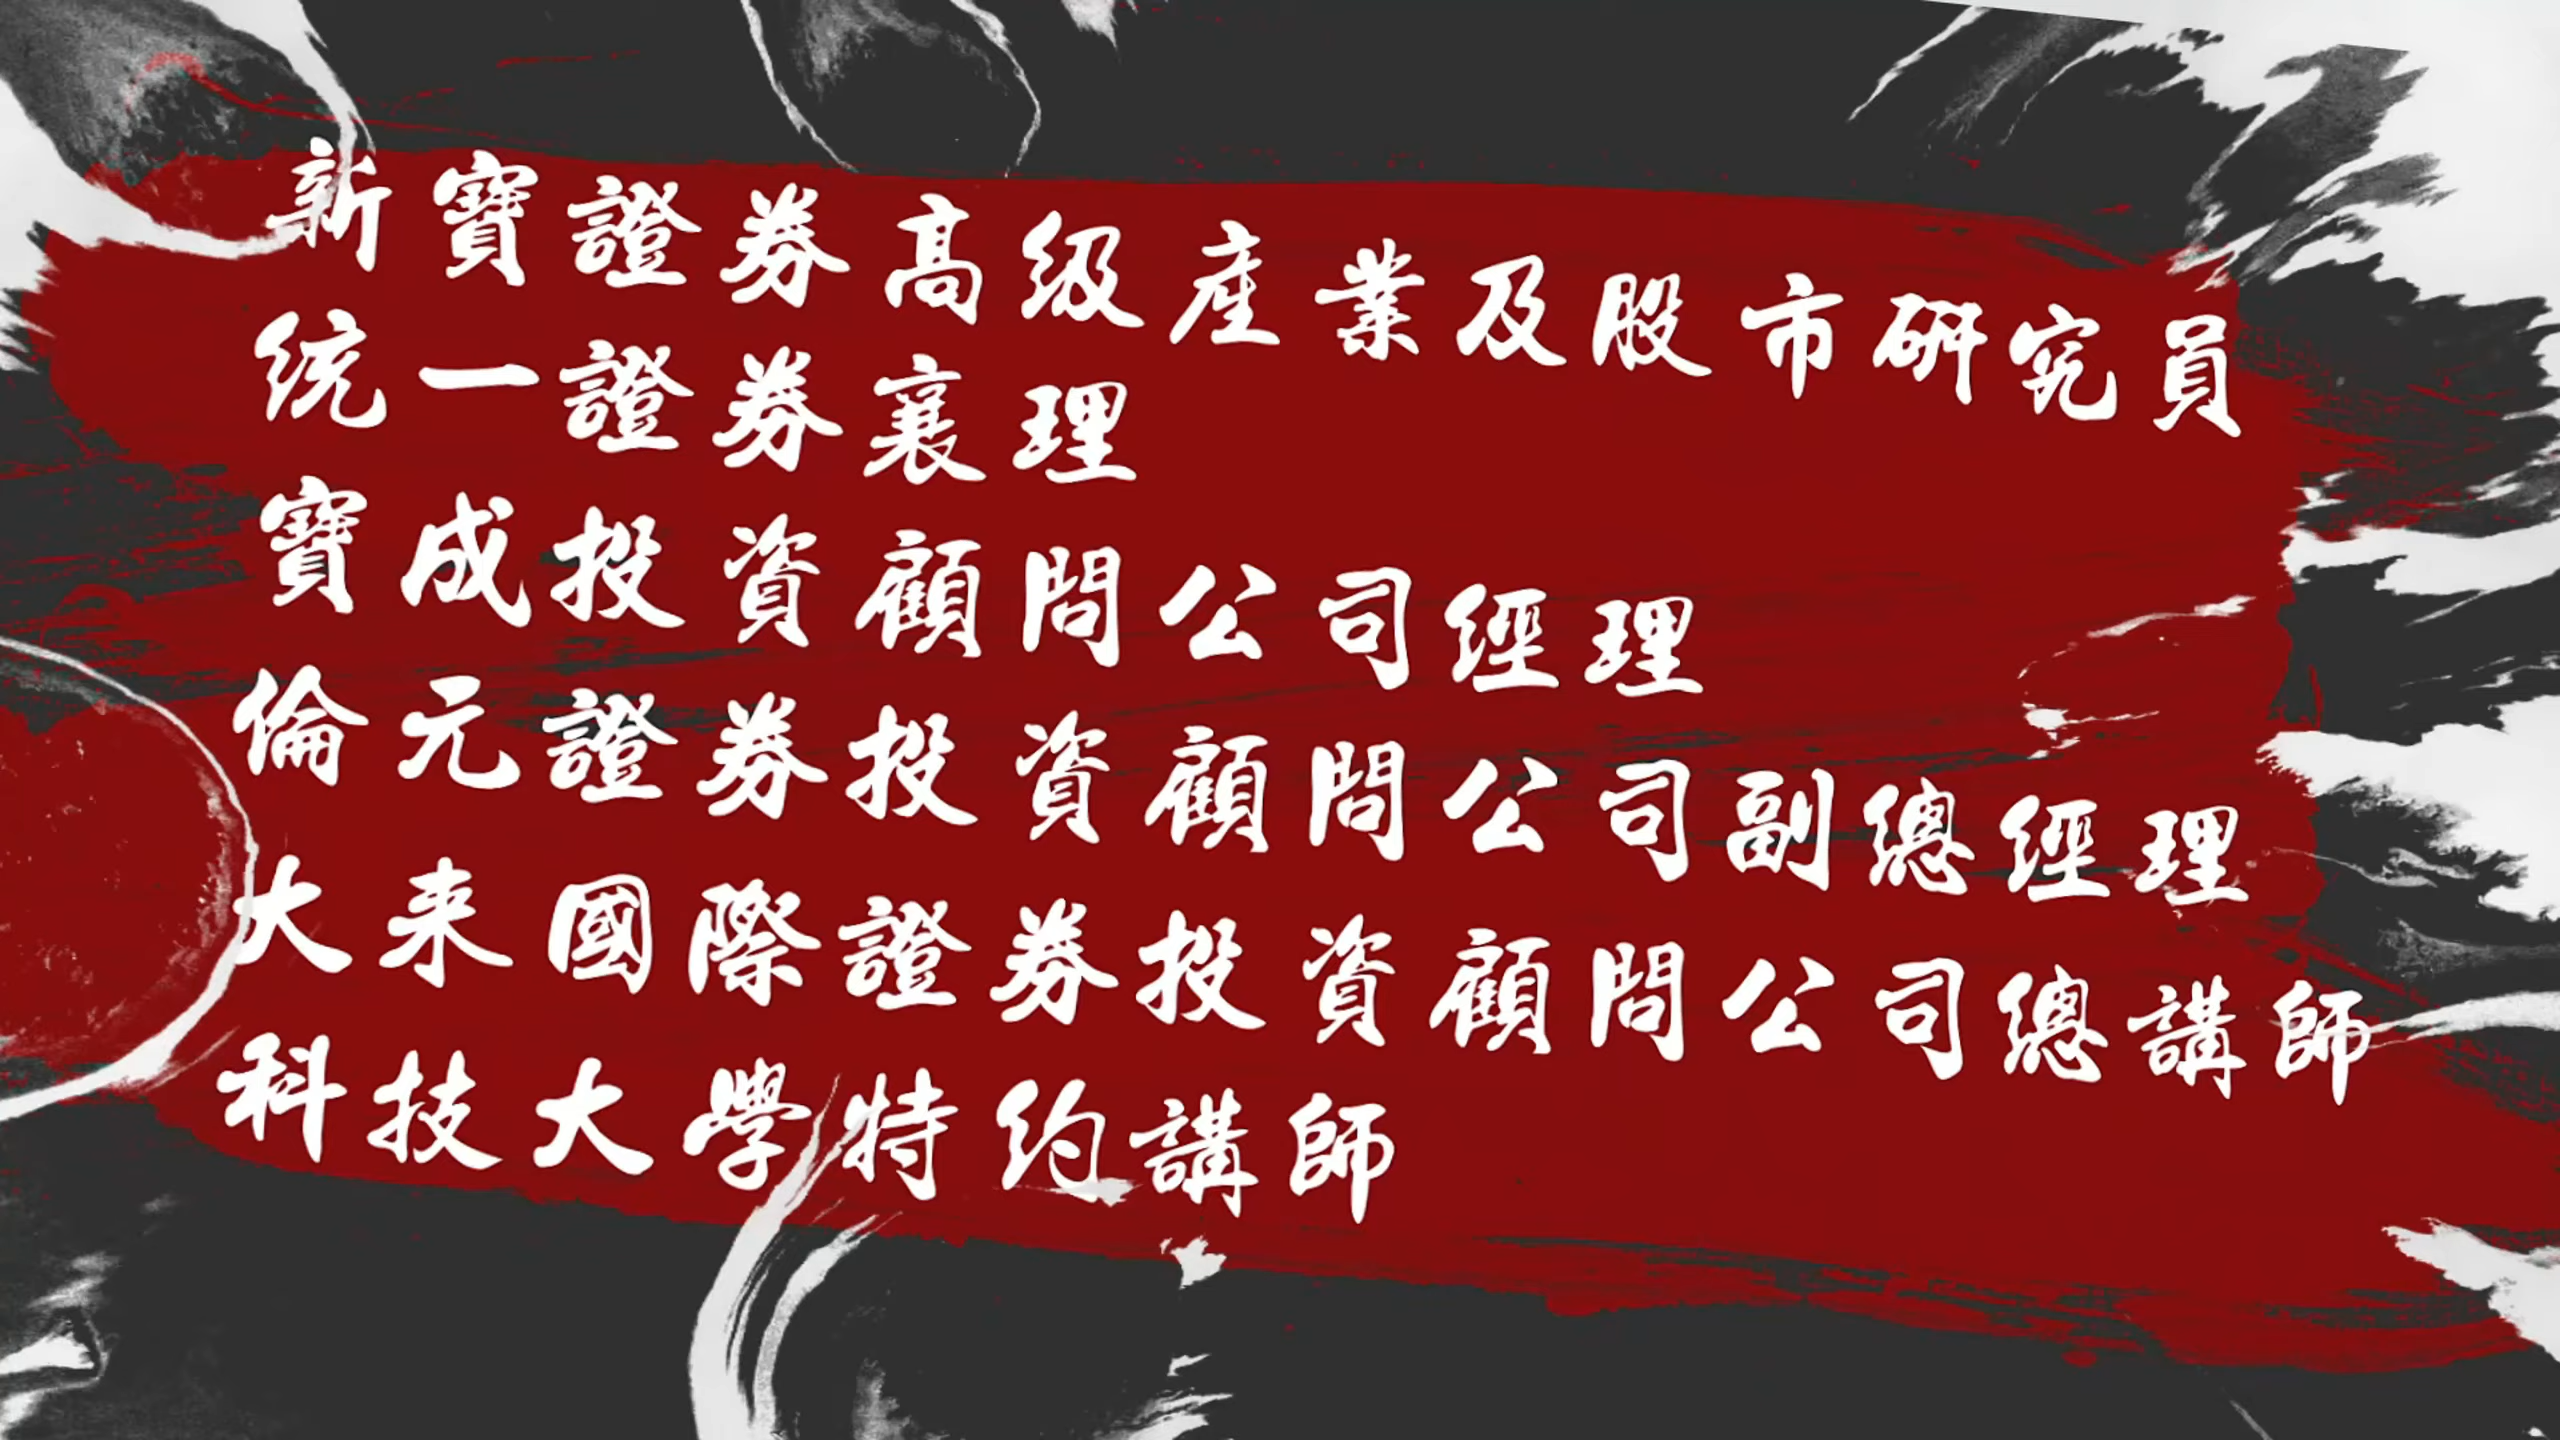 新寶證券高級產業及股市研究員
統一證券襄理
寶成投資顧問公司經理
倫元證券投資顧問公司副總經理
大来國際證券投資顧問公司總講師
科技大學特約講師